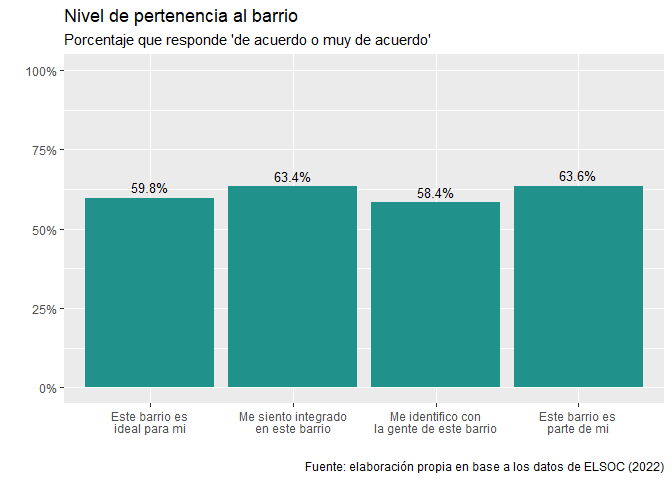 Nivel de pertenencia al barrio
Porcentaje que responde 'de acuerdo o muy de acuerdo'
100%
75%
50%
25%
0%
59.8%
63.4%
58.4%
63.6%
Este barrio es
ideal para mi
Me siento integrado
en este barrio
Me identifico con
la gente de este barrio
Este barrio es
parte de mi
Fuente: elaboración propia en base a los datos de ELSOC (2022)